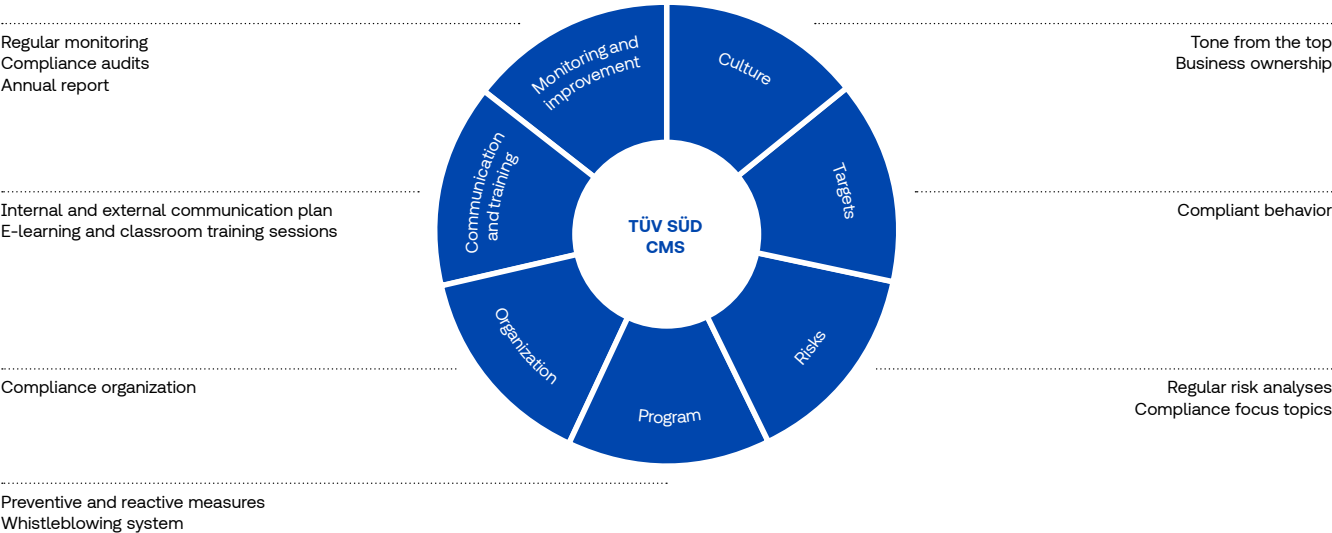 Regular monitoring
Compliance audits
Annual report
Internal and external communication plan
E-learning and classroom training sessions
Compliance organization
Preventive and reactive measures
Whistleblowing system
Monitoring and
improvement
Culture
Communication
and training
Targets
TÜV SÜD
CMS
Organization
Risks
Program
Tone from the top
Business ownership
Compliant behavior
Regular risk analyses
Compliance focus topics